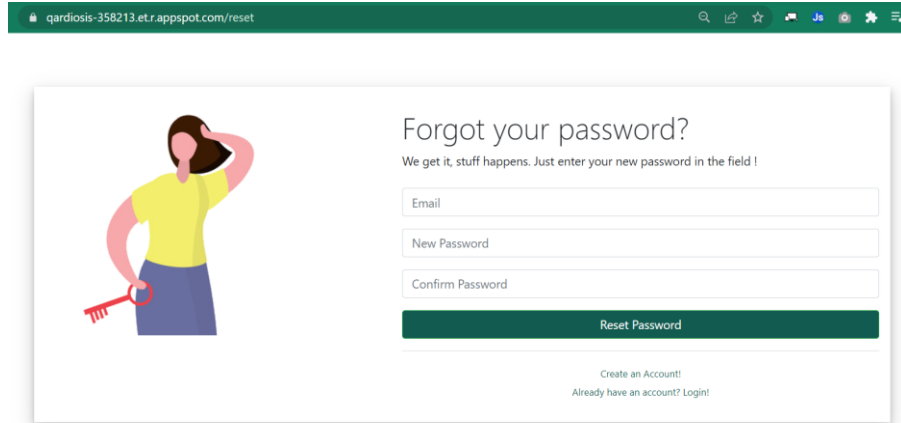 qardiosis-358213.et.r.appspot.com/reset
Js
Forgot your password?
We get it, stuff happens. Just enter your new password in the field !
Email
New Password
Confirm Password
Reset Password
Create an Account!
Already have an account? Login!